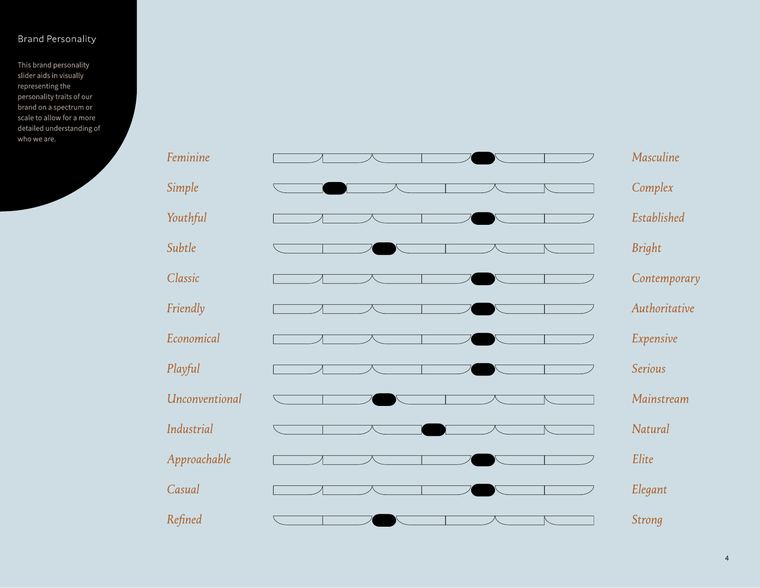 Brand Personality
This brand personality
slider aids in visually
representing the
personality traits of our
brand on a spectrum or
scale to allow for a more
detailed understanding of
who we are.
Feminine Masculine
Simple Complex
Youthful Established
Subtle Bright
Classic Contemporary
Friendly Authoritative
Economical Expensive
Playful Serious
Unconventional Mainstream
Industrial Natural
Approachable Elite
Casual Elegant
Refined Strong
4